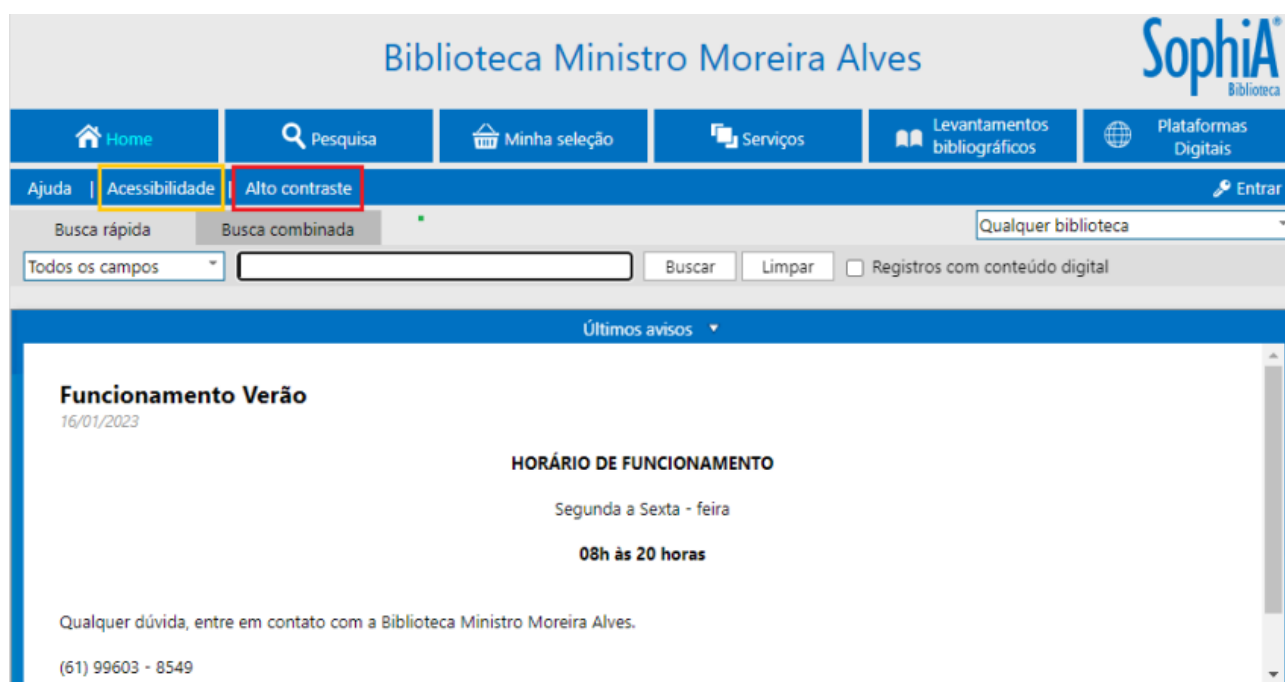 Biblioteca Ministro Moreira Alves
SophiA®
Biblioteca
Home
Pesquisa
Minha seleção
Serviços
Levantamentos
bibliográficos
Plataformas
Digitais
Ajuda | Acessibilidade | Alto contraste
Entrar
Busca rápida
Busca combinada
Qualquer biblioteca
Todos os campos
Buscar
Limpar
Registros com conteúdo digital
Últimos avisos
Funcionamento Verão
16/01/2023
HORÁRIO DE FUNCIONAMENTO
Segunda a Sexta - feira
08h às 20 horas
Qualquer dúvida, entre em contato com a Biblioteca Ministro Moreira Alves.
(61) 99603 - 8549